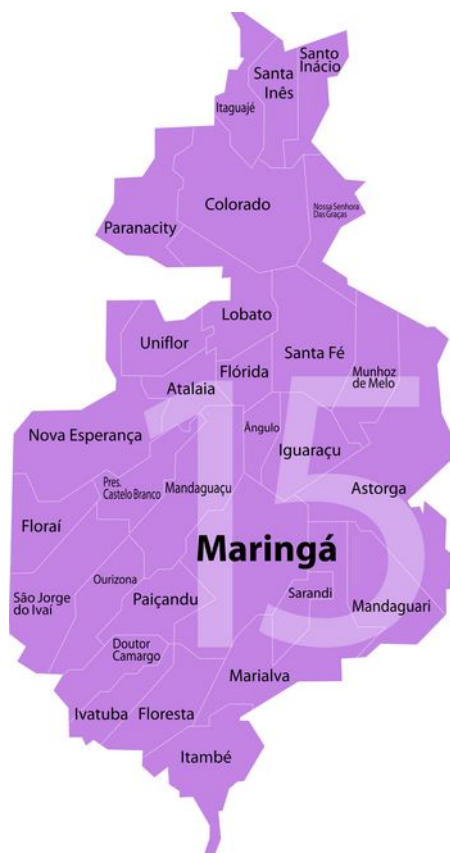 Santo
Inácio
Santa
Inês
Itaguajé
Colorado
Nossa Senhora
Das Graças
Paranacity
Lobato
Uniflor
Santa Fé
Flórida
Munhoz
de Melo
Atalaia
Ângulo
Nova Esperança
Iguaraçu
Pres.
Castelo Branco
Mandaguaçu
Astorga
15
Floraí
Maringá
Ourizona
São Jorge
do Ivaí
Paiçandu
Sarandi
Mandaguari
Doutor
Camargo
Marialva
Ivatuba
Floresta
Itambé